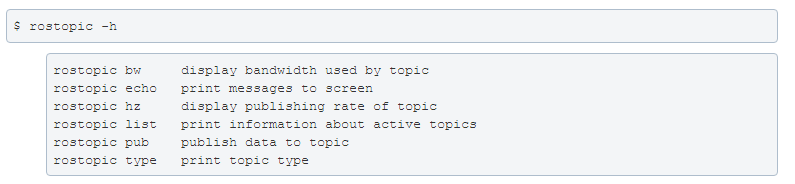 $ rostopic -h
rostopic bw     display bandwidth used by topic
rostopic echo   print messages to screen
rostopic hz     display publishing rate of topic
rostopic list   print information about active topics
rostopic pub    publish data to topic
rostopic type   print topic type